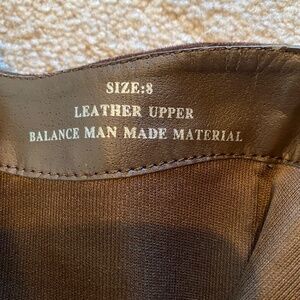 SIZE:8
LEATHER UPPER
BALANCE MAN MADE MATERIAL